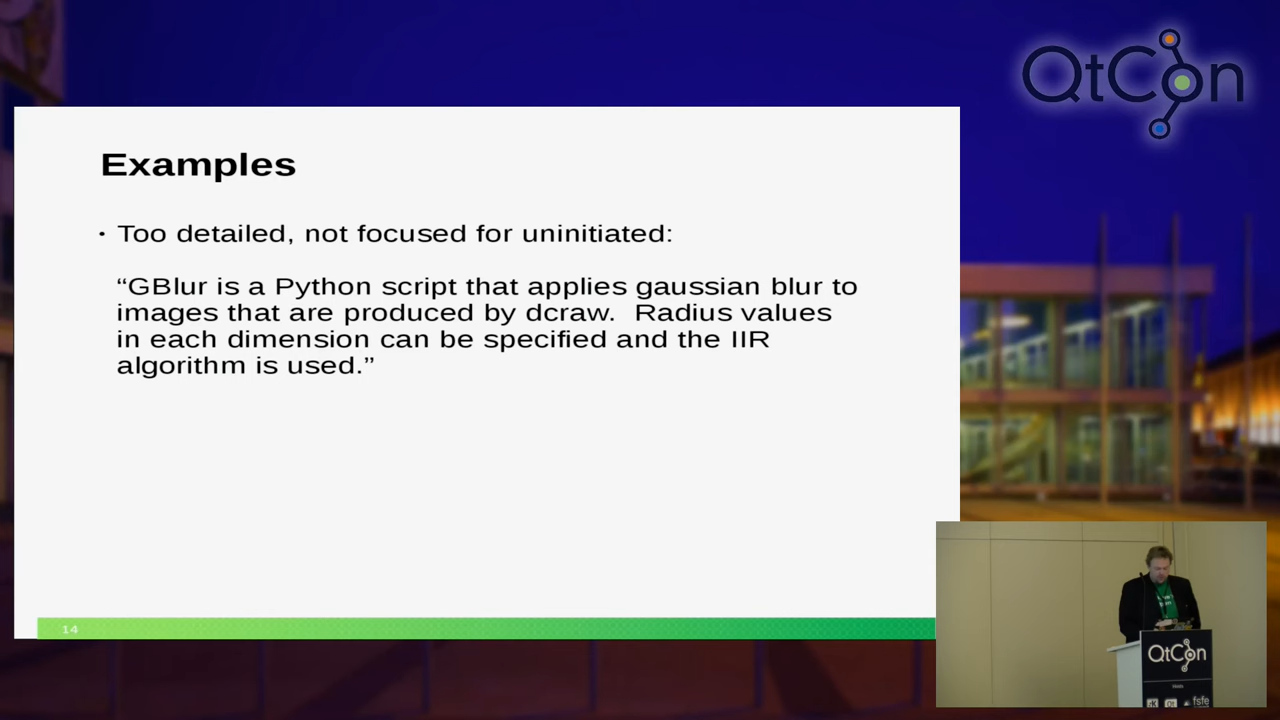 QtCon
Examples
• Too detailed, not focused for uninitiated:
“GBlur is a Python script that applies gaussian blur to
images that are produced by dcraw.  Radius values
in each dimension can be specified and the IIR
algorithm is used.”
14
QtCon
fsfe